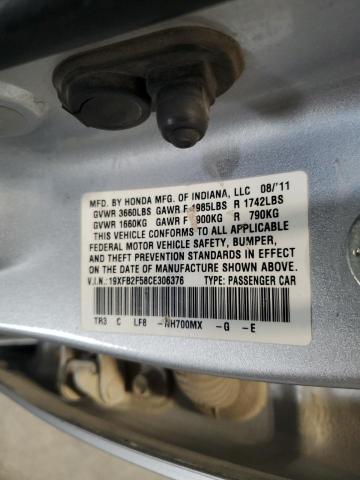 MFD. BY HONDA MFG. OF INDIANA, LLC 08/'11
GVWR 3660LBS GAWR F 1985LBS R 1742LBS
GVWR 1660KG GAWR F 900KG R 790KG
THIS VEHICLE CONFORMS TO ALL APPLICABLE
FEDERAL MOTOR VEHICLE SAFETY, BUMPER,
AND THEFT PREVENTION STANDARDS IN EFFECT
ON THE DATE OF MANUFACTURE SHOWN ABOVE.
V.I.N.: 19XFB2F58CE306376 TYPE: PASSENGER CAR
TR3 C LF8 -NH700MX -G -E